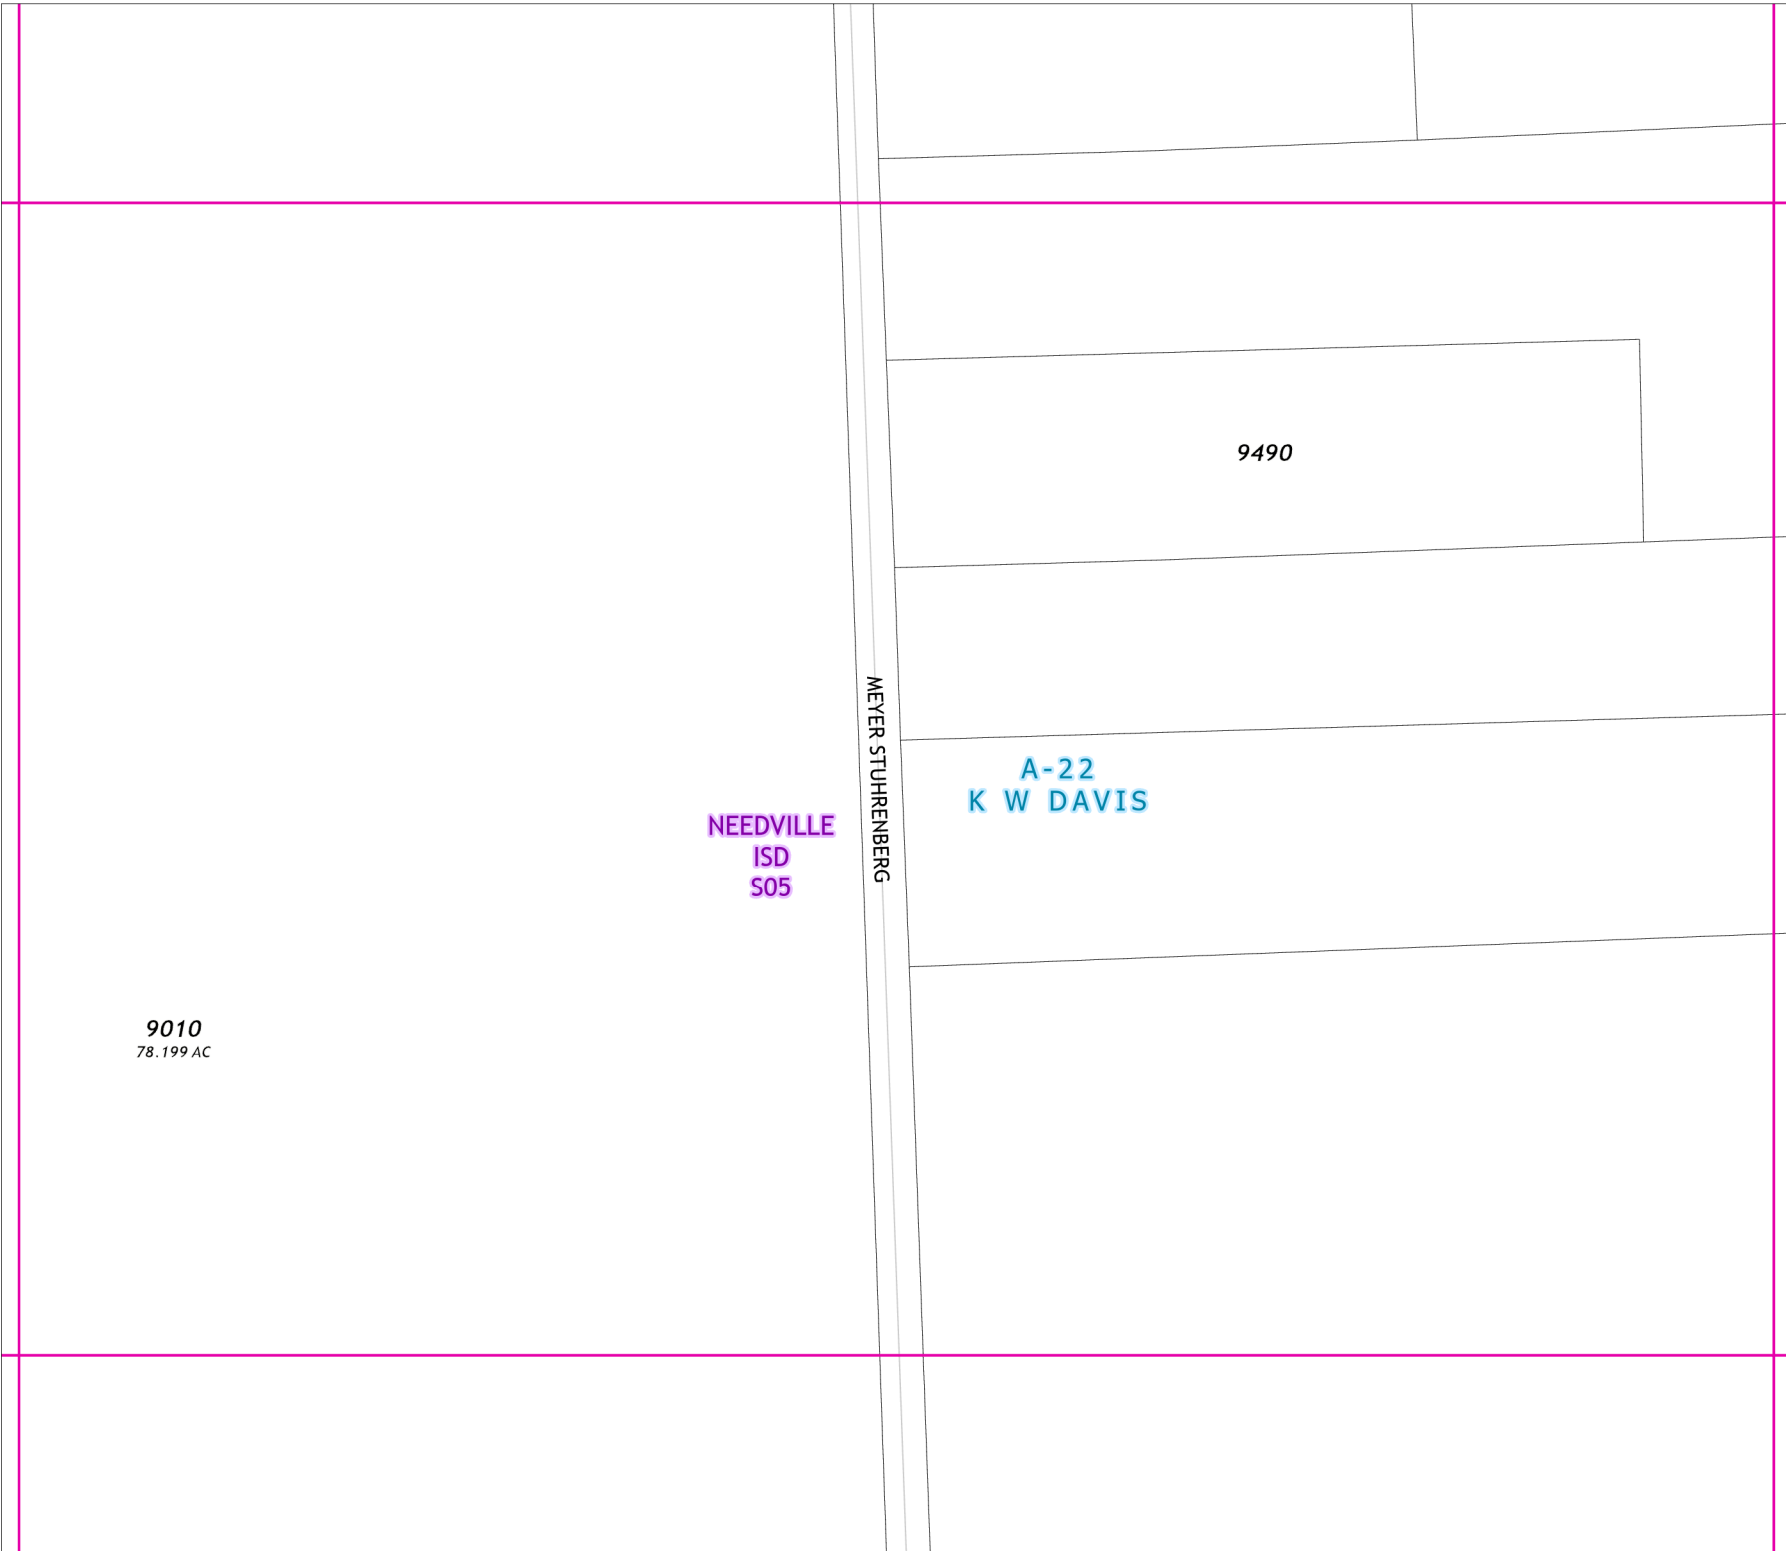 9490
MEYER STUHRENBERG
A-22
K W DAVIS
NEEDVILLE
ISD
S05
9010
78.199 AC